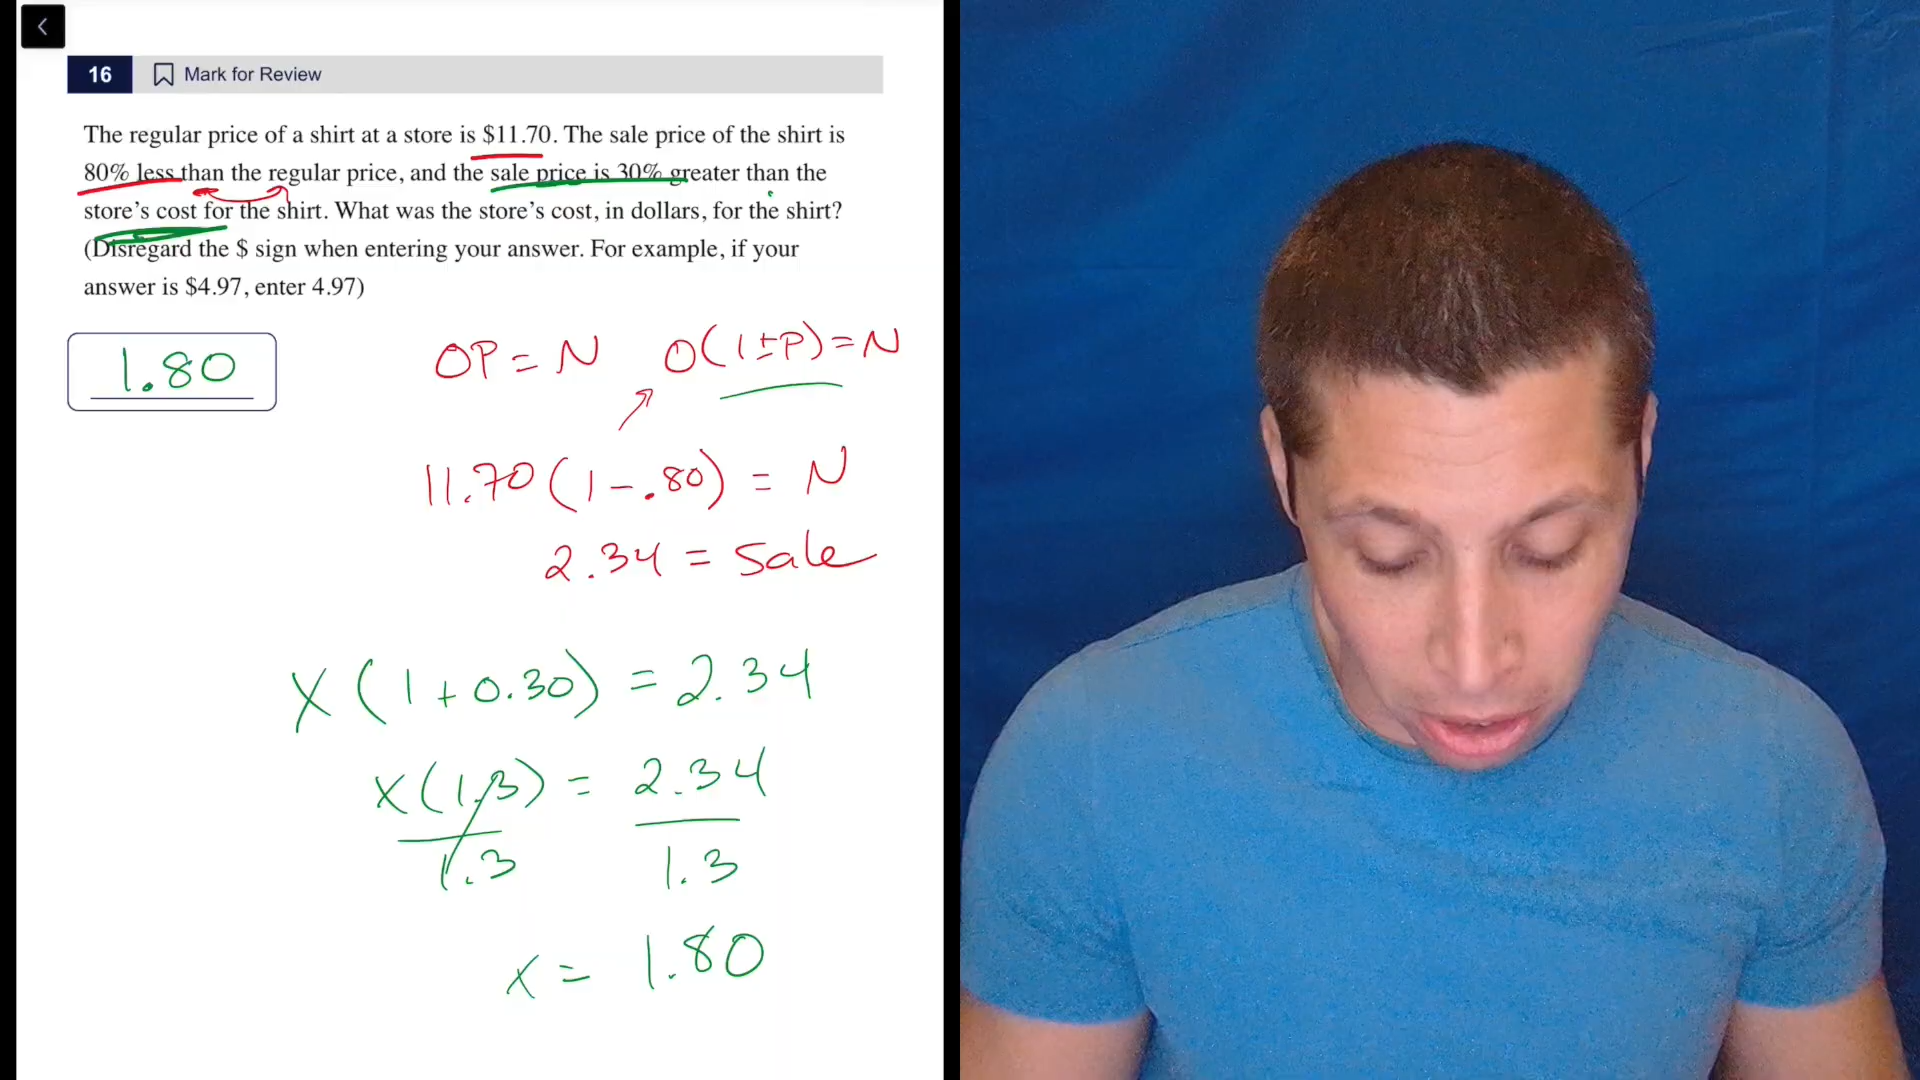 16 Mark for Review
The regular price of a shirt at a store is $11.70. The sale price of the shirt is
80% less than the regular price, and the sale price is 30% greater than the
store's cost for the shirt. What was the store's cost, in dollars, for the shirt?
(Disregard the $ sign when entering your answer. For example, if your
answer is $4.97, enter 4.97)
1.80
OP = N O(1±P)=N
11.70(1-.80) = N
2.34 = Sale
X(1+0.30) = 2.34
x(1.3) = 2.34
1.3 1.3
x = 1.80